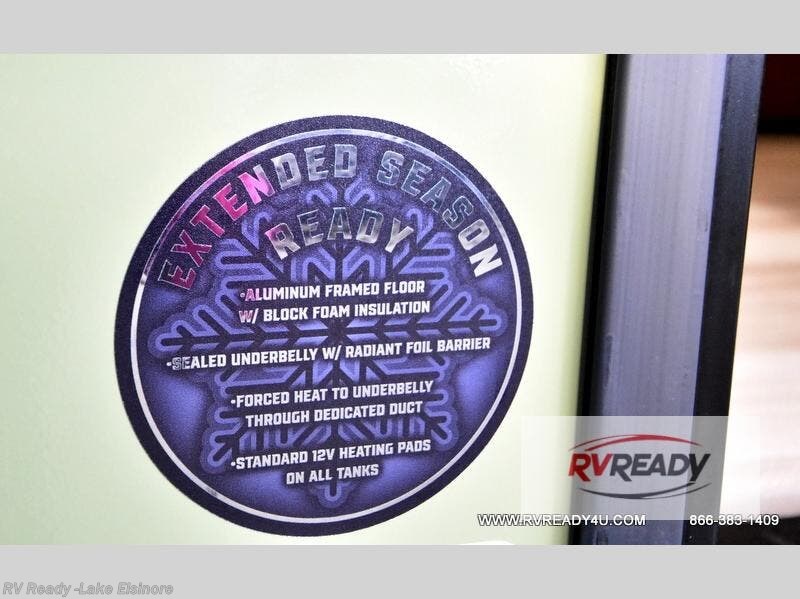 EXTENDED SEASON
READY
•ALUMINUM FRAMED FLOOR
W/ BLOCK FOAM INSULATION
•SEALED UNDERBELLY W/ RADIANT FOIL BARRIER
•FORCED HEAT TO UNDERBELLY
THROUGH DEDICATED DUCT
•STANDARD 12V HEATING PADS
ON ALL TANKS
RVREADY
WWW.RVREADY4U.COM 866-383-1409
RV Ready -Lake Elsinore